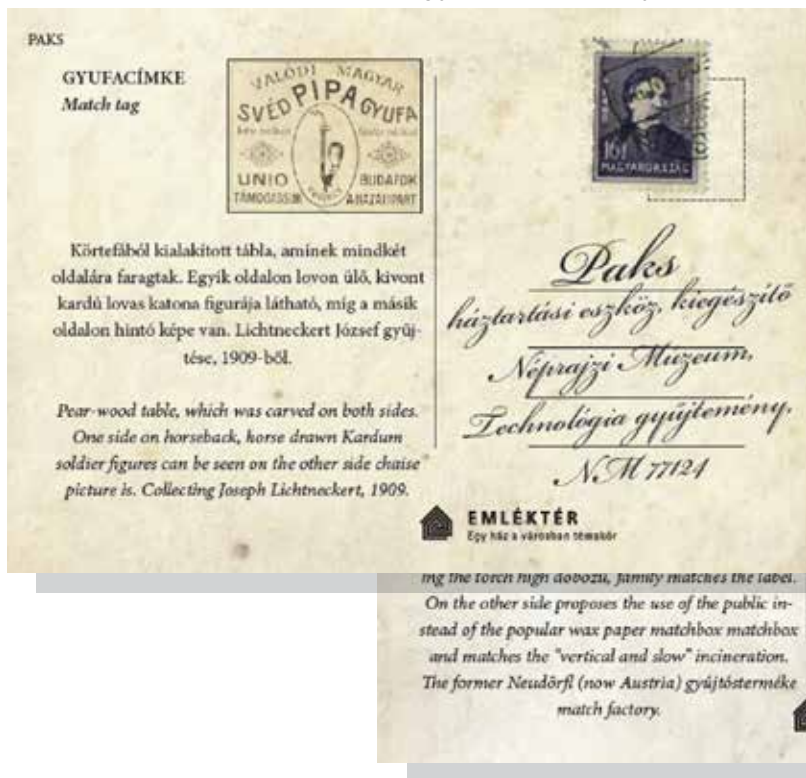 PAKS
GYUFACÍMKE
Match tag
VALÓDI MAGYAR
SVÉD PIPA GYUFA
UNIO BUDAFOK
TÁMOGASSUK A HAZAI IPART
16f
MAGYARORSZÁG
Körtefából kialakított tábla, aminek mindkét
oldalára faragtak. Egyik oldalon lovon ülő, kivont
kardú lovas katona figurája látható, míg a másik
oldalon hintó képe van. Lichtneckert József gyűj-
tése, 1909-ből.
Pear-wood table, which was carved on both sides.
One side on horseback, horse drawn Kardum
soldier figures can be seen on the other side chaise
picture is. Collecting Joseph Lichtneckert, 1909.
Paks
háztartási eszköz, kiegészítő
Néprajzi Múzeum,
Technológia gyűjtemény,
NM 77124
EMLÉKTÉR
Egy ház a városban témakör
ing the torch high dobozú, family matches the label.
On the other side proposes the use of the public in-
stead of the popular wax paper matchbox matchbox
and matches the "vertical and slow" incineration.
The former Neudörfl (now Austria) gyújtósterméke
match factory.